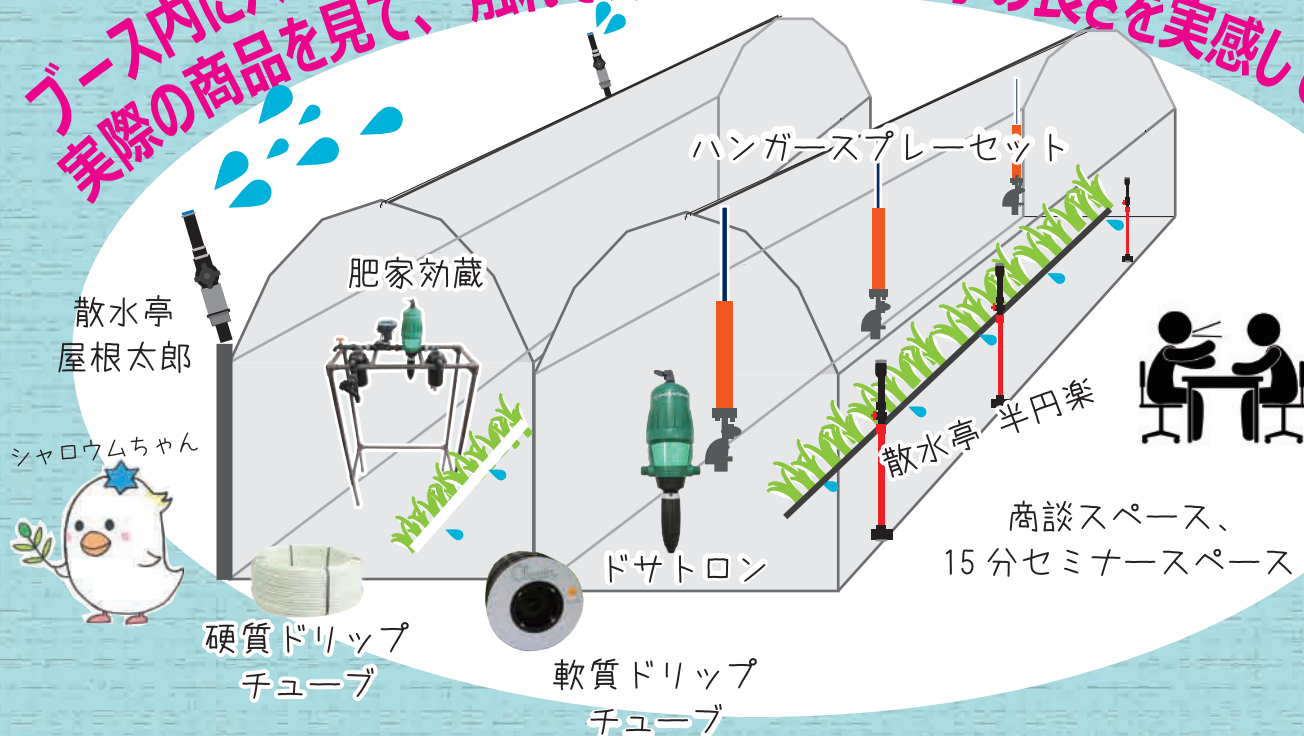 ブース内に
実際の商品を見て、
の良さを実感し
ハンガースプレーセット
肥家効蔵
散水亭
屋根太郎
シャロウムちゃん
散水亭 半円楽
商談スペース、
15分セミナースペース
ドサトロン
硬質ドリップ
チューブ
軟質ドリップ
チューブ